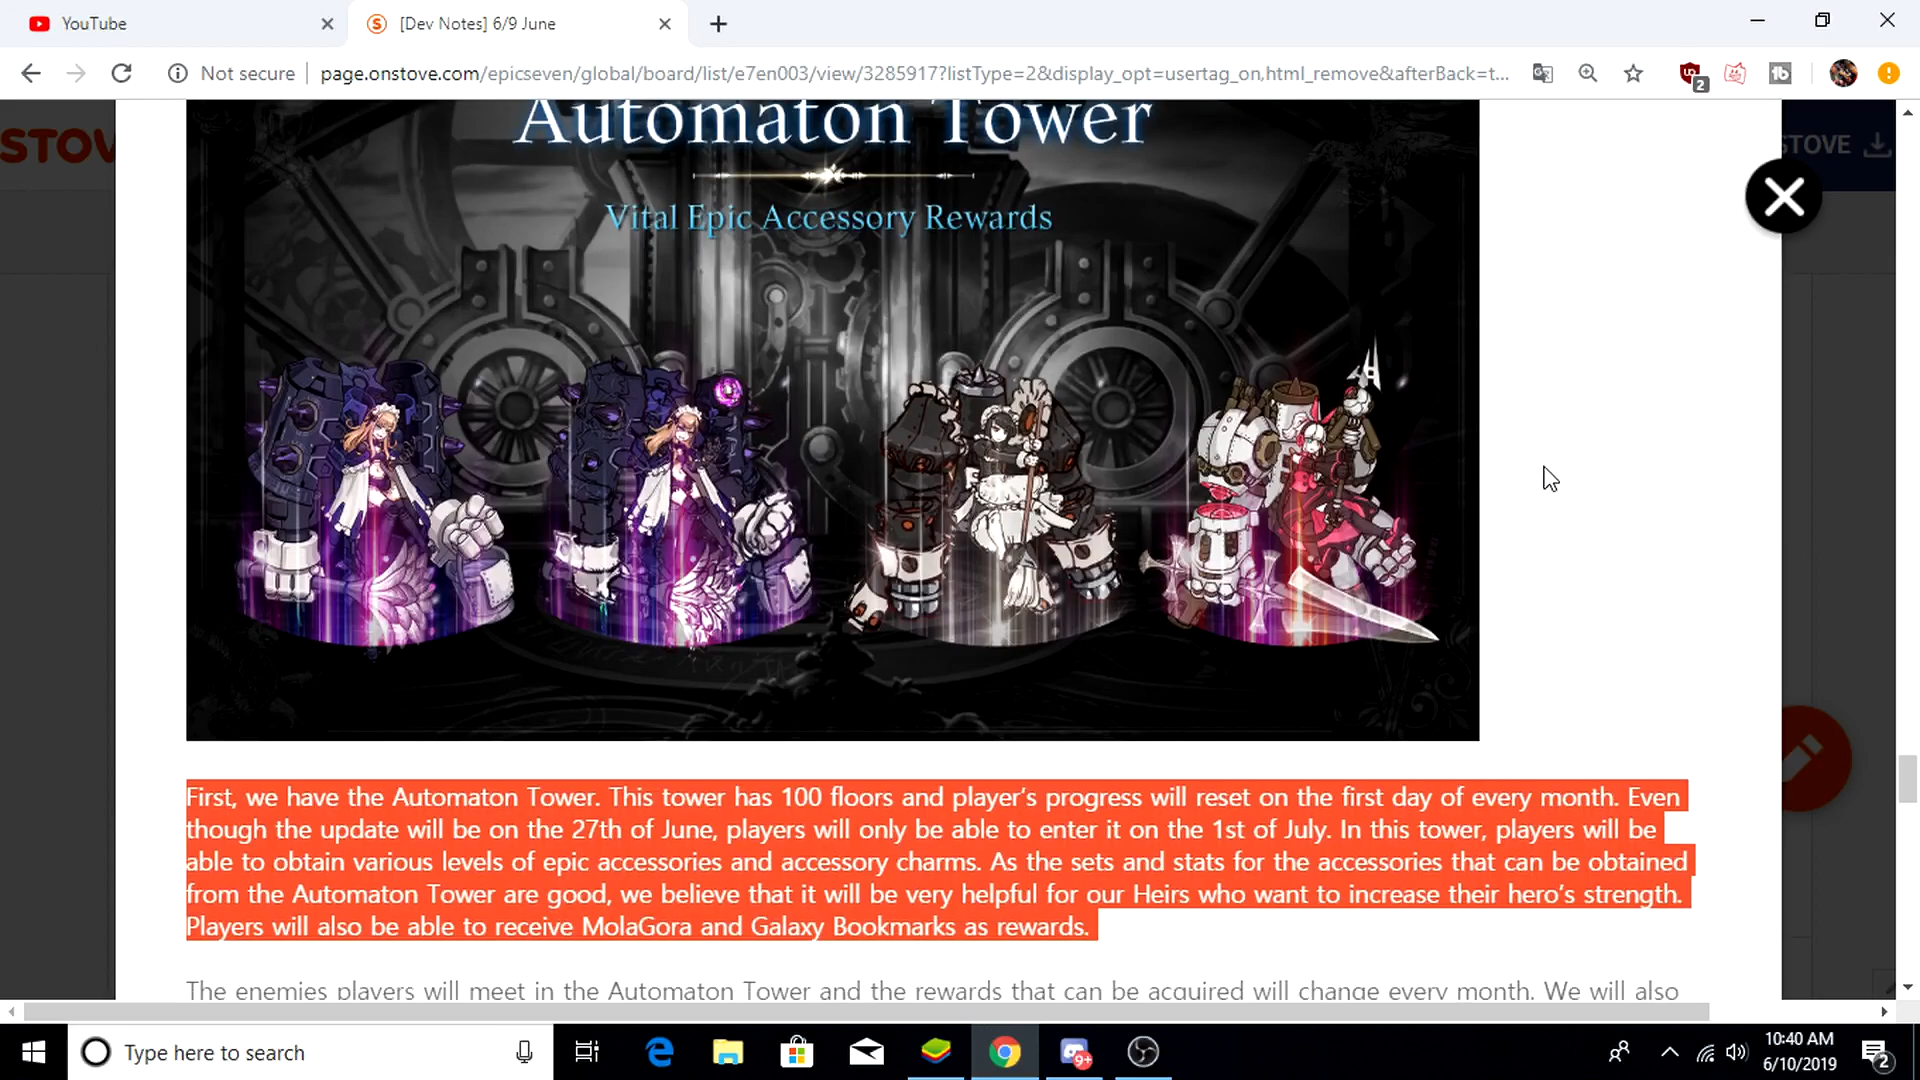 YouTube
[Dev Notes] 6/9 June
Not secure
page.onstove.com/epicseven/global/board/list/e7en003/view/3285917?listType=2&display_opt=usertag_on,html_remove&afterBack=t...
2
Automaton Tower
STOV
STOVE
Vital Epic Accessory Rewards
First, we have the Automaton Tower. This tower has 100 floors and player's progress will reset on the first day of every month. Even
though the update will be on the 27th of June, players will only be able to enter it on the 1st of July. In this tower, players will be
able to obtain various levels of epic accessories and accessory charms. As the sets and stats for the accessories that can be obtained
from the Automaton Tower are good, we believe that it will be very helpful for our Heirs who want to increase their hero's strength.
Players will also be able to receive MolaGora and Galaxy Bookmarks as rewards.
The enemies players will meet in the Automaton Tower and the rewards that can be acquired will change every month. We will also
Type here to search
9+
10:40 AM
6/10/2019
2